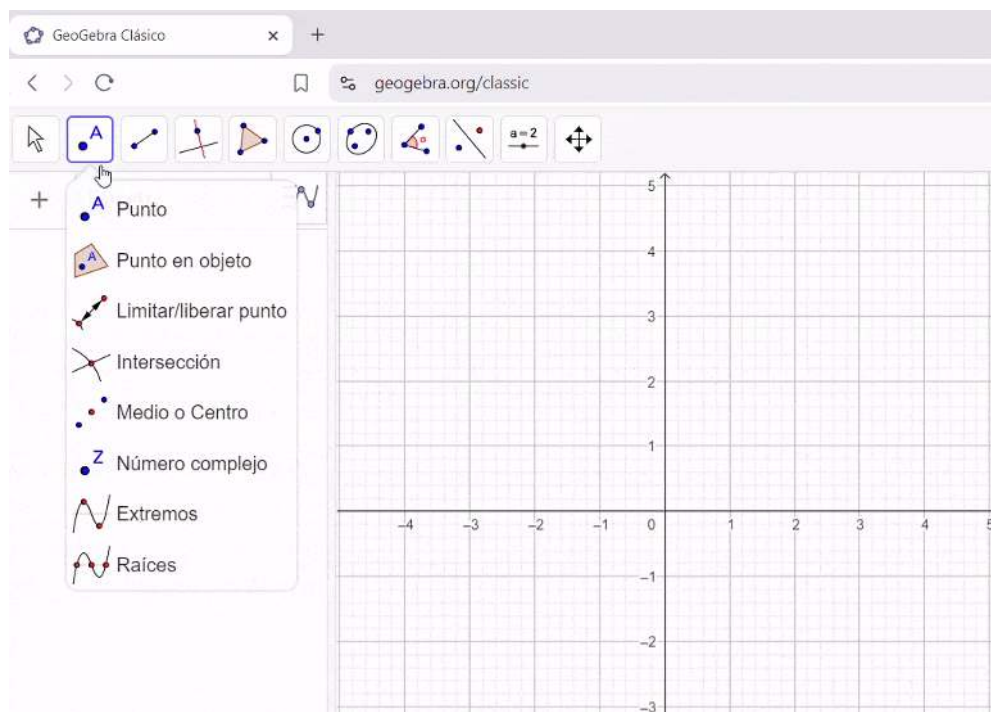 GeoGebra Clásico
geogebra.org/classic
A
a = 2
A Punto
A Punto en objeto
Limitar/liberar punto
Intersección
Medio o Centro
Z Número complejo
Extremos
Raíces
5
4
3
2
1
–4 –3 –2 –1 0 1 2 3 4 5
–1
–2
–3